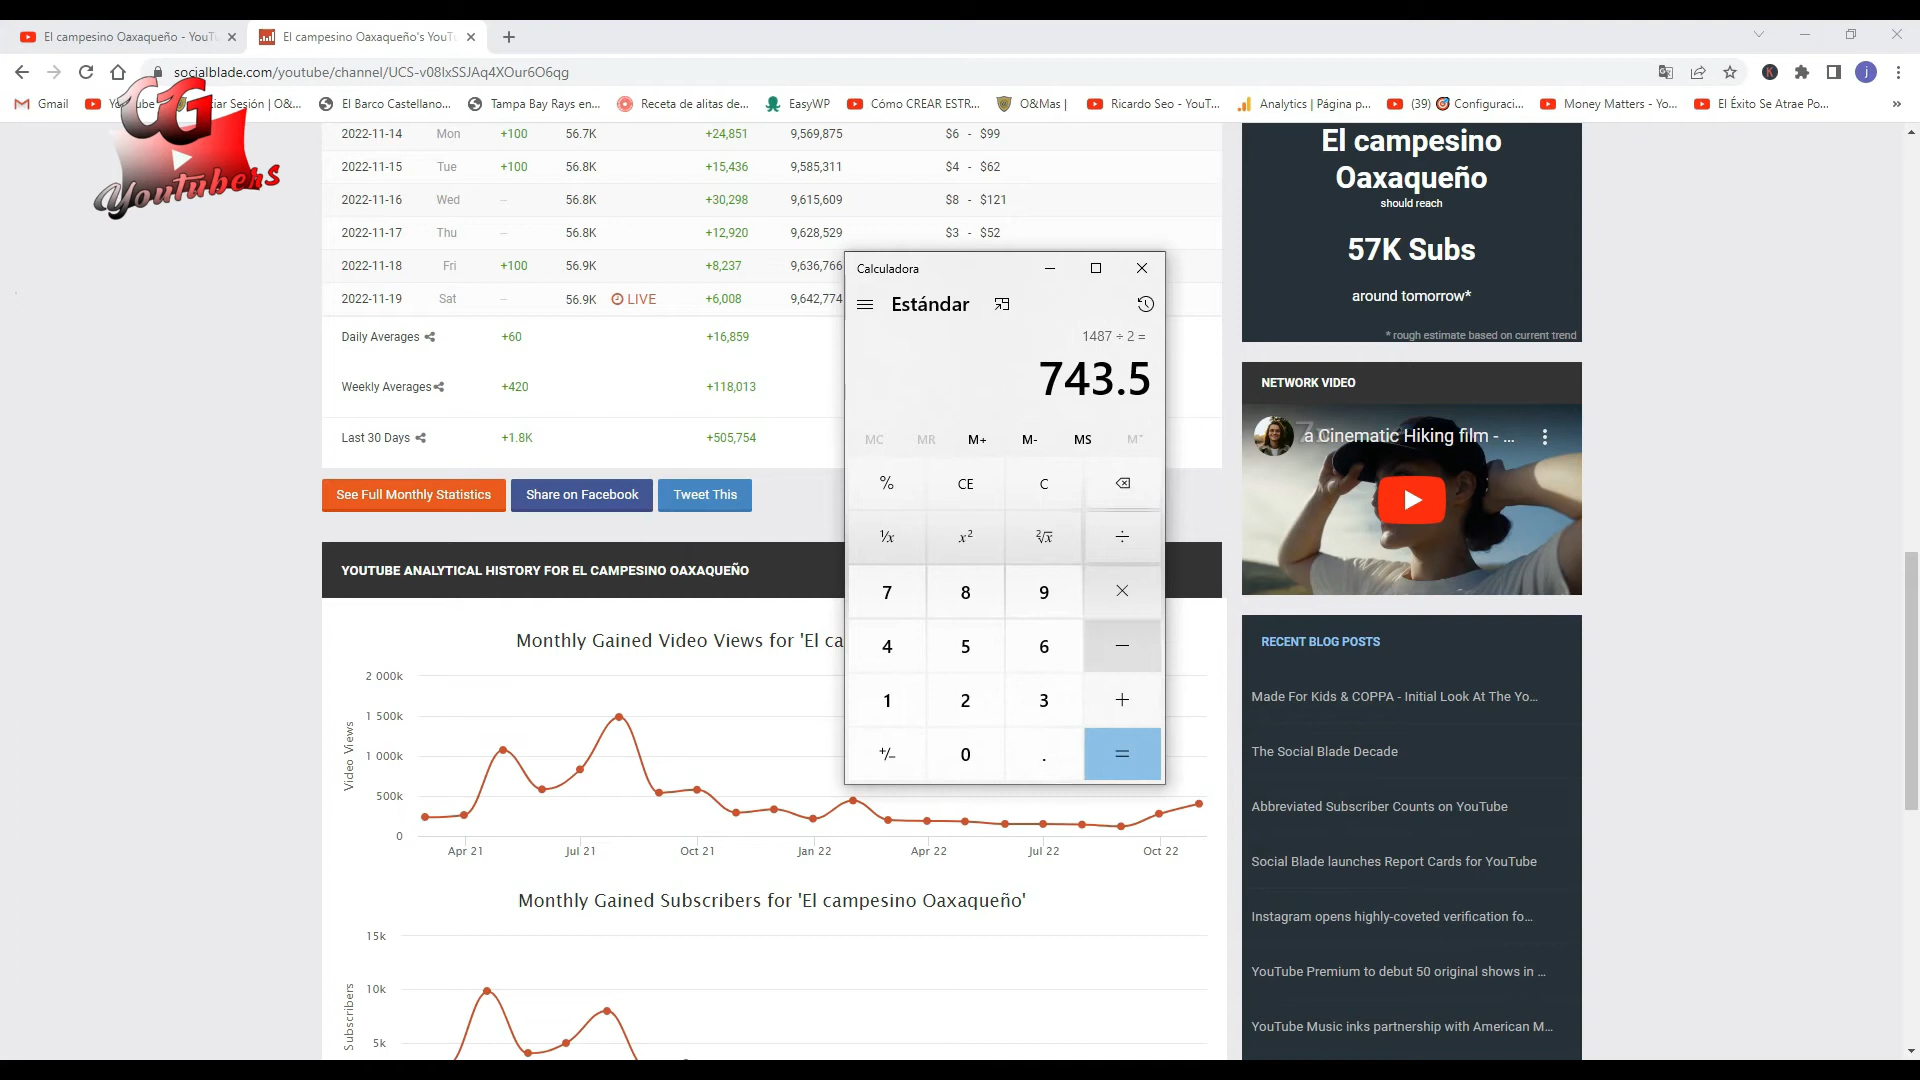 El campesino Oaxaqueño - YouT
El campesino Oaxaqueño's YouT
socialblade.com/youtube/channel/UCS-v08lxSSJAq4XOur6O6qg
Gmail
Iniciar Sesión | O&...
El Barco Castellano...
Tampa Bay Rays en...
Receta de alitas de...
EasyWP
Cómo CREAR ESTR...
O&Mas |
Ricardo Seo - YouT...
Analytics | Página p...
(39) Configuraci...
Money Matters - Yo...
El Éxito Se Atrae Po...
CG
Youtubers
2022-11-14 Mon +100 56.7K +24,851 9,569,875 $6 - $99
2022-11-15 Tue +100 56.8K +15,436 9,585,311 $4 - $62
2022-11-16 Wed -- 56.8K +30,298 9,615,609 $8 - $121
2022-11-17 Thu -- 56.8K +12,920 9,628,529 $3 - $52
2022-11-18 Fri +100 56.9K +8,237 9,636,766
2022-11-19 Sat -- 56.9K LIVE +6,008 9,642,774
Daily Averages +60 +16,859
Weekly Averages +420 +118,013
Last 30 Days +1.8K +505,754
See Full Monthly Statistics
Share on Facebook
Tweet This
YOUTUBE ANALYTICAL HISTORY FOR EL CAMPESINO OAXAQUEÑO
Monthly Gained Video Views for 'El ca
Video Views
2 000k
1 500k
1 000k
500k
0
Apr 21 Jul 21 Oct 21 Jan 22 Apr 22 Jul 22 Oct 22
Monthly Gained Subscribers for 'El campesino Oaxaqueño'
Subscribers
15k
10k
5k
Calculadora
Estándar
1487 ÷ 2 =
743.5
MC MR M+ M- MS M˅
% CE C
¹/x x² ²√x ÷
7 8 9 ×
4 5 6 −
1 2 3 +
+/− 0 . =
El campesino
Oaxaqueño
should reach
57K Subs
around tomorrow*
* rough estimate based on current trend
NETWORK VIDEO
a Cinematic Hiking film - ...
RECENT BLOG POSTS
Made For Kids & COPPA - Initial Look At The Yo...
The Social Blade Decade
Abbreviated Subscriber Counts on YouTube
Social Blade launches Report Cards for YouTube
Instagram opens highly-coveted verification fo...
YouTube Premium to debut 50 original shows in ...
YouTube Music inks partnership with American M...